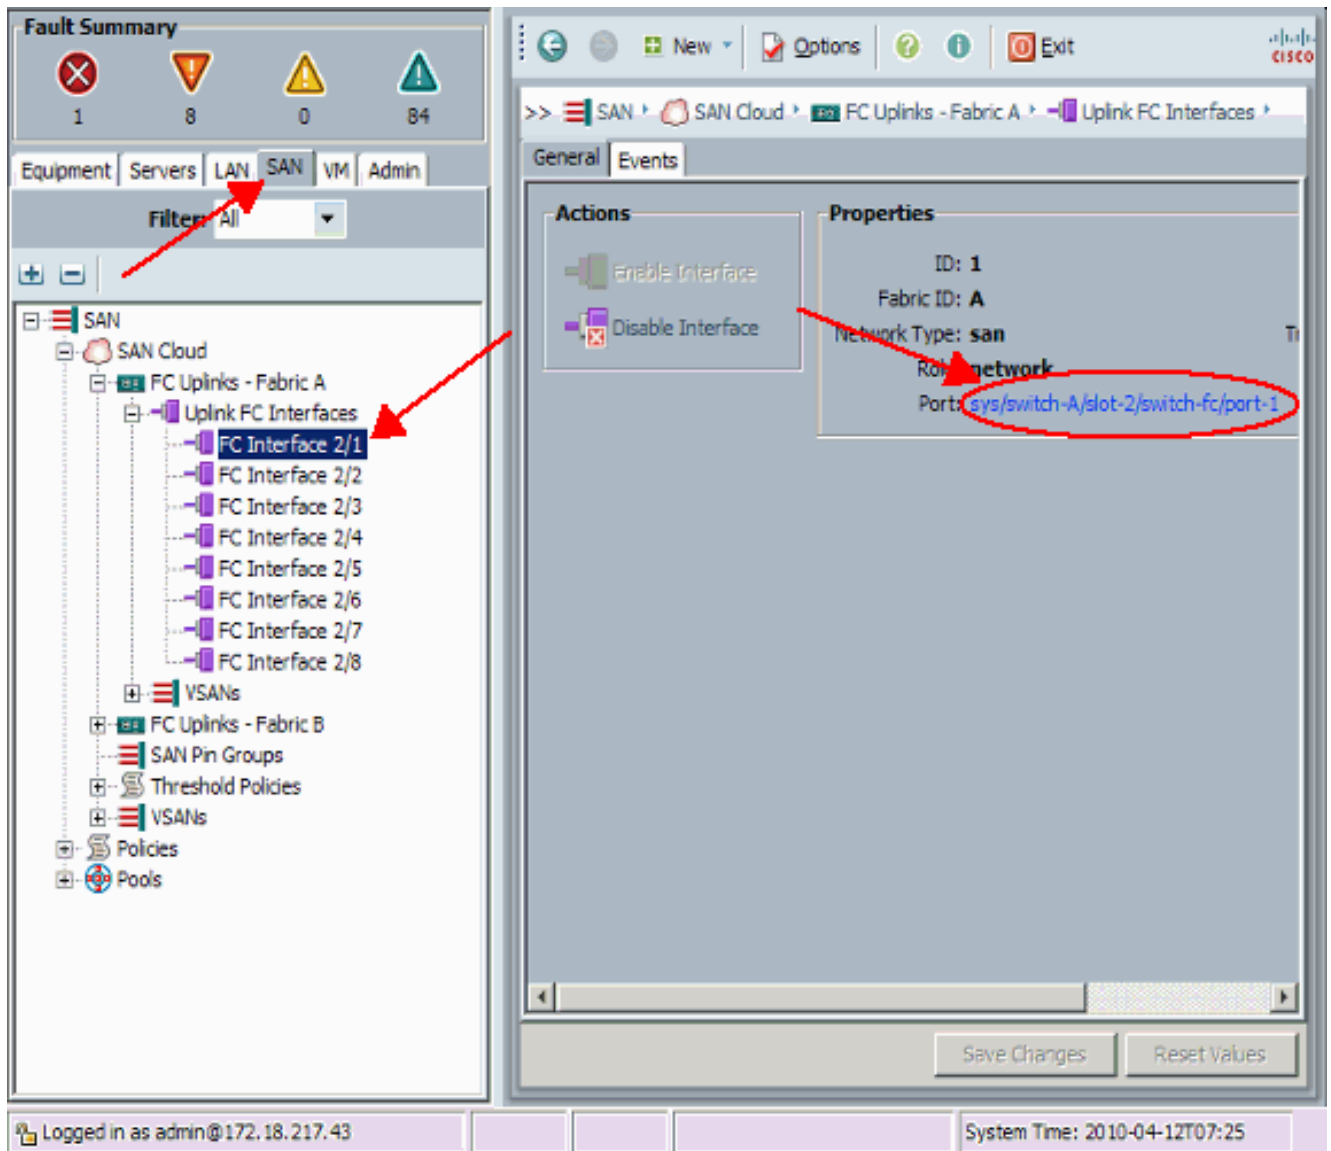 Fault Summary
1 8 0 84
Equipment Servers LAN SAN VM Admin
Filter: All
SAN
SAN Cloud
FC Uplinks - Fabric A
Uplink FC Interfaces
FC Interface 2/1
FC Interface 2/2
FC Interface 2/3
FC Interface 2/4
FC Interface 2/5
FC Interface 2/6
FC Interface 2/7
FC Interface 2/8
VSANs
FC Uplinks - Fabric B
SAN Pin Groups
Threshold Policies
VSANs
Policies
Pools
New Options Exit
CISCO
>> SAN SAN Cloud FC Uplinks - Fabric A Uplink FC Interfaces
General Events
Actions
Enable Interface
Disable Interface
Properties
ID: 1
Fabric ID: A
Network Type: san
Role: network
Port: sys/switch-A/slot-2/switch-fc/port-1
Save Changes Reset Values
Logged in as admin@172.18.217.43
System Time: 2010-04-12T07:25